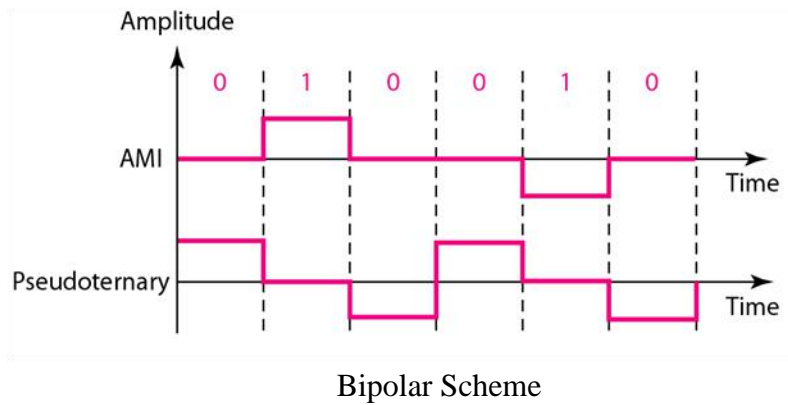 Amplitude
0 1 0 0 1 0
AMI
Time
Pseudoternary
Time
Bipolar Scheme